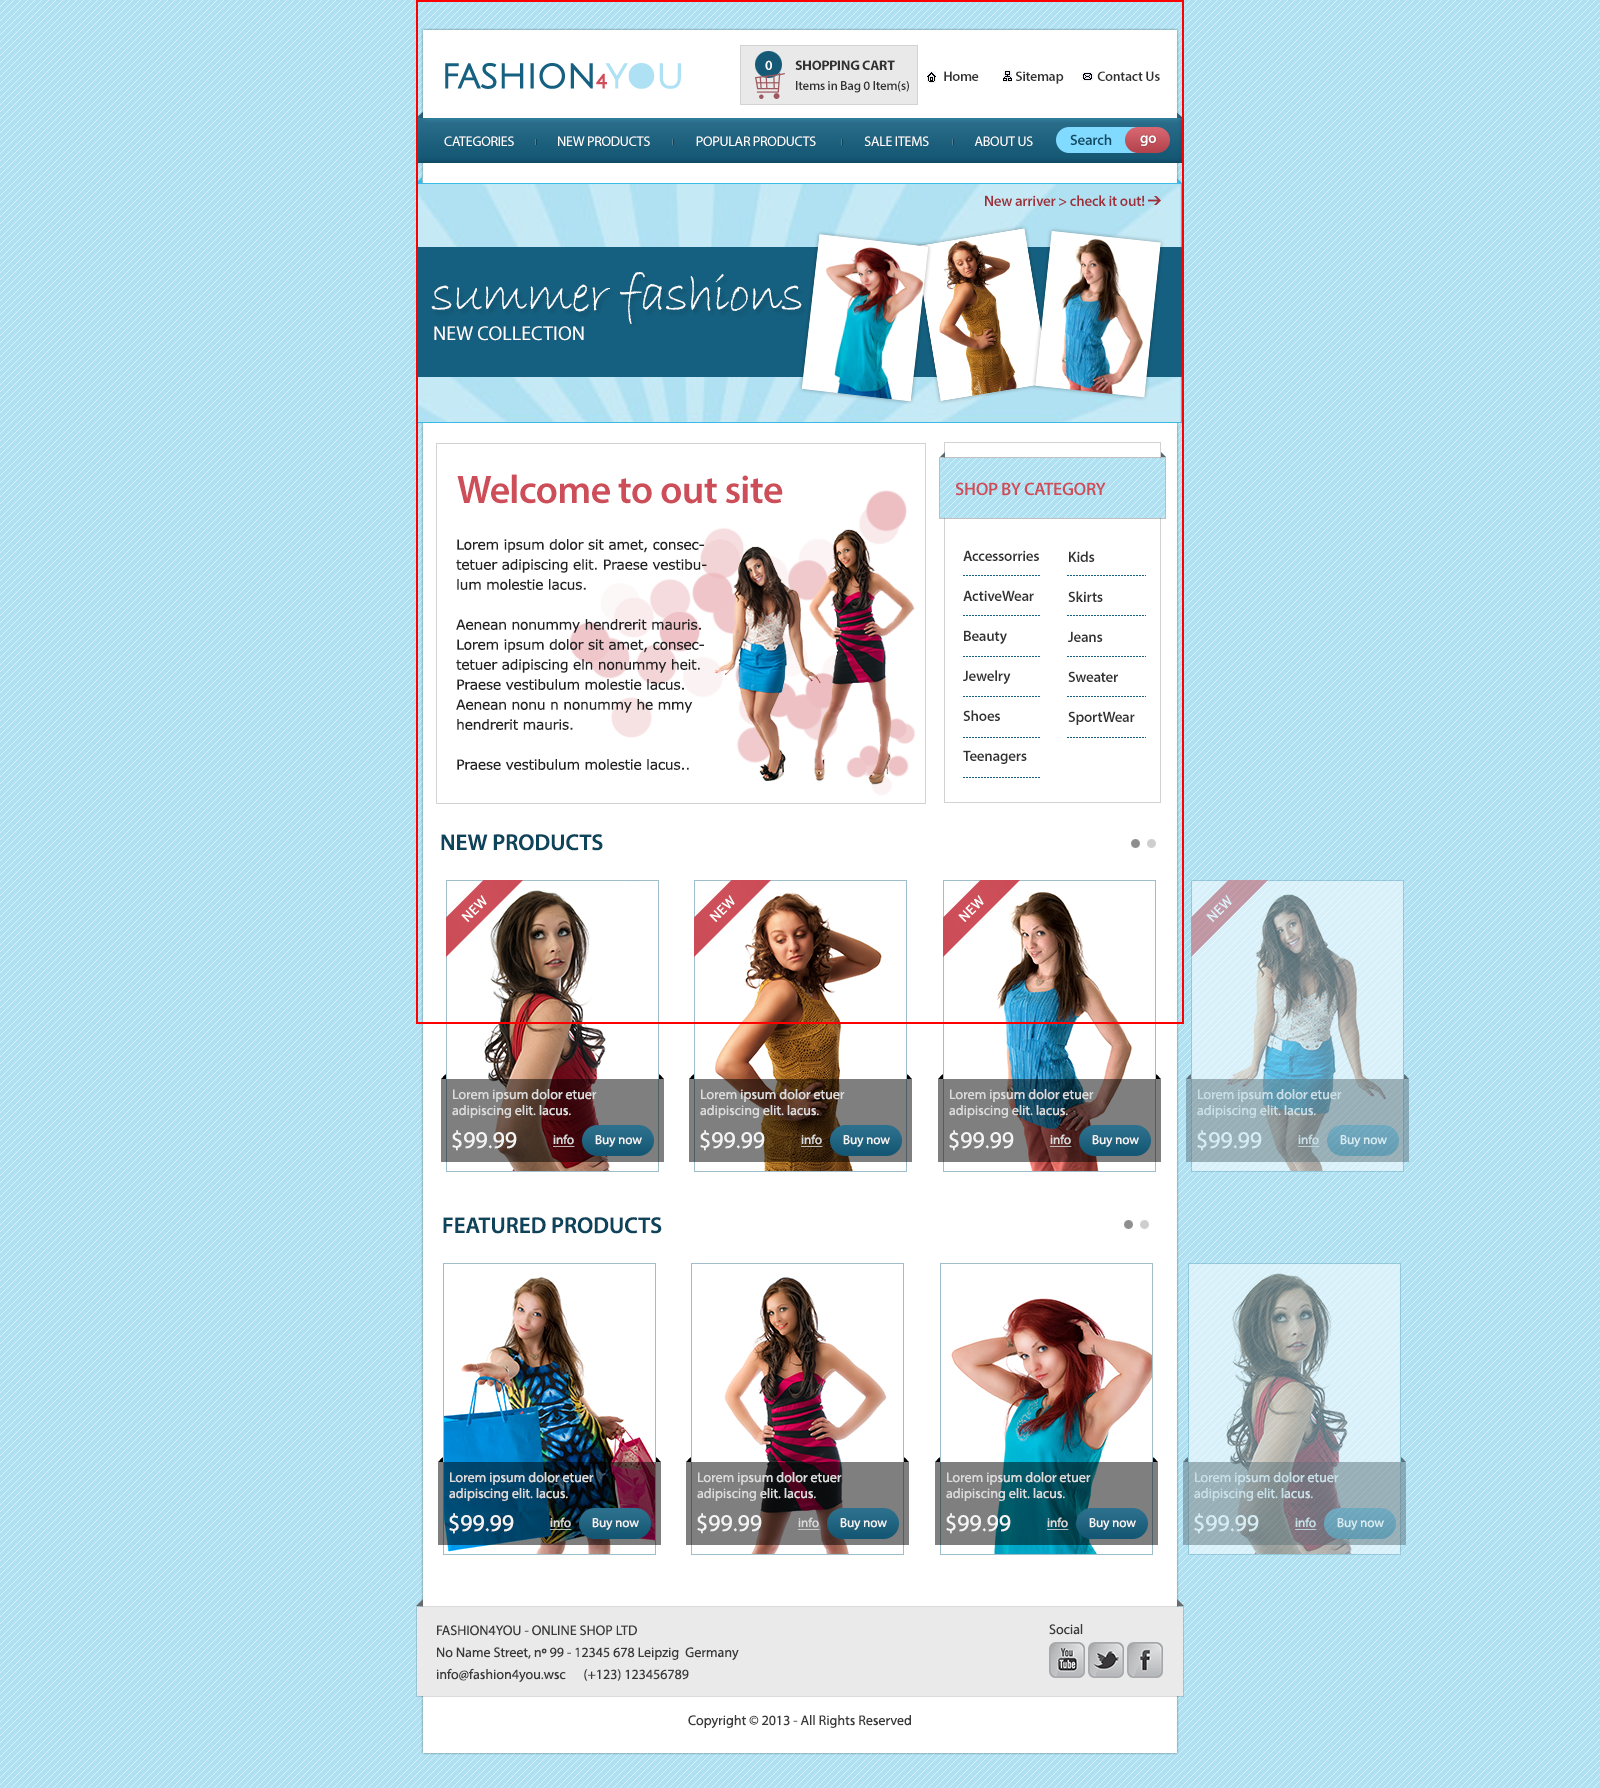 FASHION4YOU
0
SHOPPING CART
Items in Bag 0 Item(s)
Home
Sitemap
Contact Us
CATEGORIES
NEW PRODUCTS
POPULAR PRODUCTS
SALE ITEMS
ABOUT US
Search
go
New arriver > check it out!
summer fashions
NEW COLLECTION
Welcome to out site
Lorem ipsum dolor sit amet, consec-
tetuer adipiscing elit. Praese vestibu-
lum molestie lacus.
Aenean nonummy hendrerit mauris.
Lorem ipsum dolor sit amet, consec-
tetuer adipiscing eln nonummy heit.
Praese vestibulum molestie lacus.
Aenean nonu n nonummy he mmy
hendrerit mauris.
Praese vestibulum molestie lacus..
SHOP BY CATEGORY
Accessorries
ActiveWear
Beauty
Jewelry
Shoes
Teenagers
Kids
Skirts
Jeans
Sweater
SportWear
NEW PRODUCTS
NEW
Lorem ipsum dolor etuer
adipiscing elit. lacus.
$99.99
info
Buy now
NEW
Lorem ipsum dolor etuer
adipiscing elit. lacus.
$99.99
info
Buy now
NEW
Lorem ipsum dolor etuer
adipiscing elit. lacus.
$99.99
info
Buy now
NEW
Lorem ipsum dolor etuer
adipiscing elit. lacus.
$99.99
info
Buy now
FEATURED PRODUCTS
Lorem ipsum dolor etuer
adipiscing elit. lacus.
$99.99
info
Buy now
Lorem ipsum dolor etuer
adipiscing elit. lacus.
$99.99
info
Buy now
Lorem ipsum dolor etuer
adipiscing elit. lacus.
$99.99
info
Buy now
Lorem ipsum dolor etuer
adipiscing elit. lacus.
$99.99
info
Buy now
FASHION4YOU - ONLINE SHOP LTD
No Name Street, nº 99 - 12345 678 Leipzig  Germany
info@fashion4you.wsc     (+123) 123456789
Social
You
Tube
Copyright © 2013 - All Rights Reserved